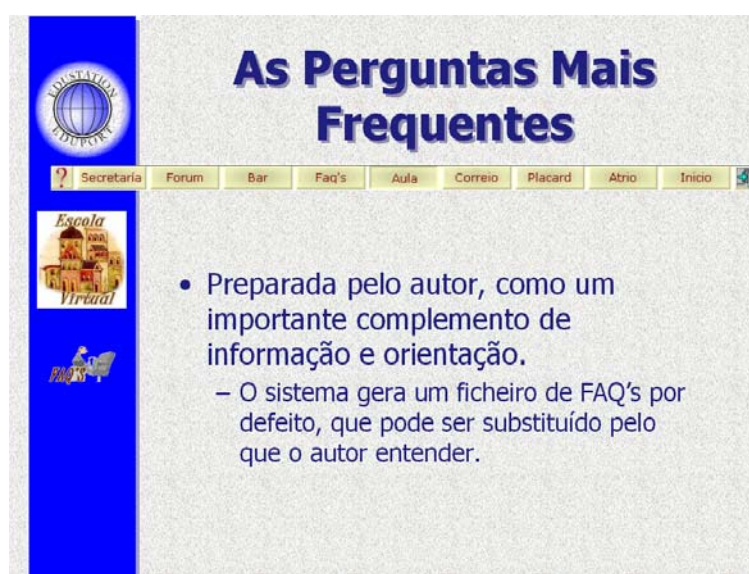 As Perguntas Mais
Frequentes
EDUSTATION
EDUPORT
? Secretaría Forum Bar Faq's Aula Correio Placard Atrio Inicio
Escola
Virtual
• Preparada pelo autor, como um
importante complemento de
informação e orientação.
FAQ'S
– O sistema gera um ficheiro de FAQ's por
defeito, que pode ser substituído pelo
que o autor entender.